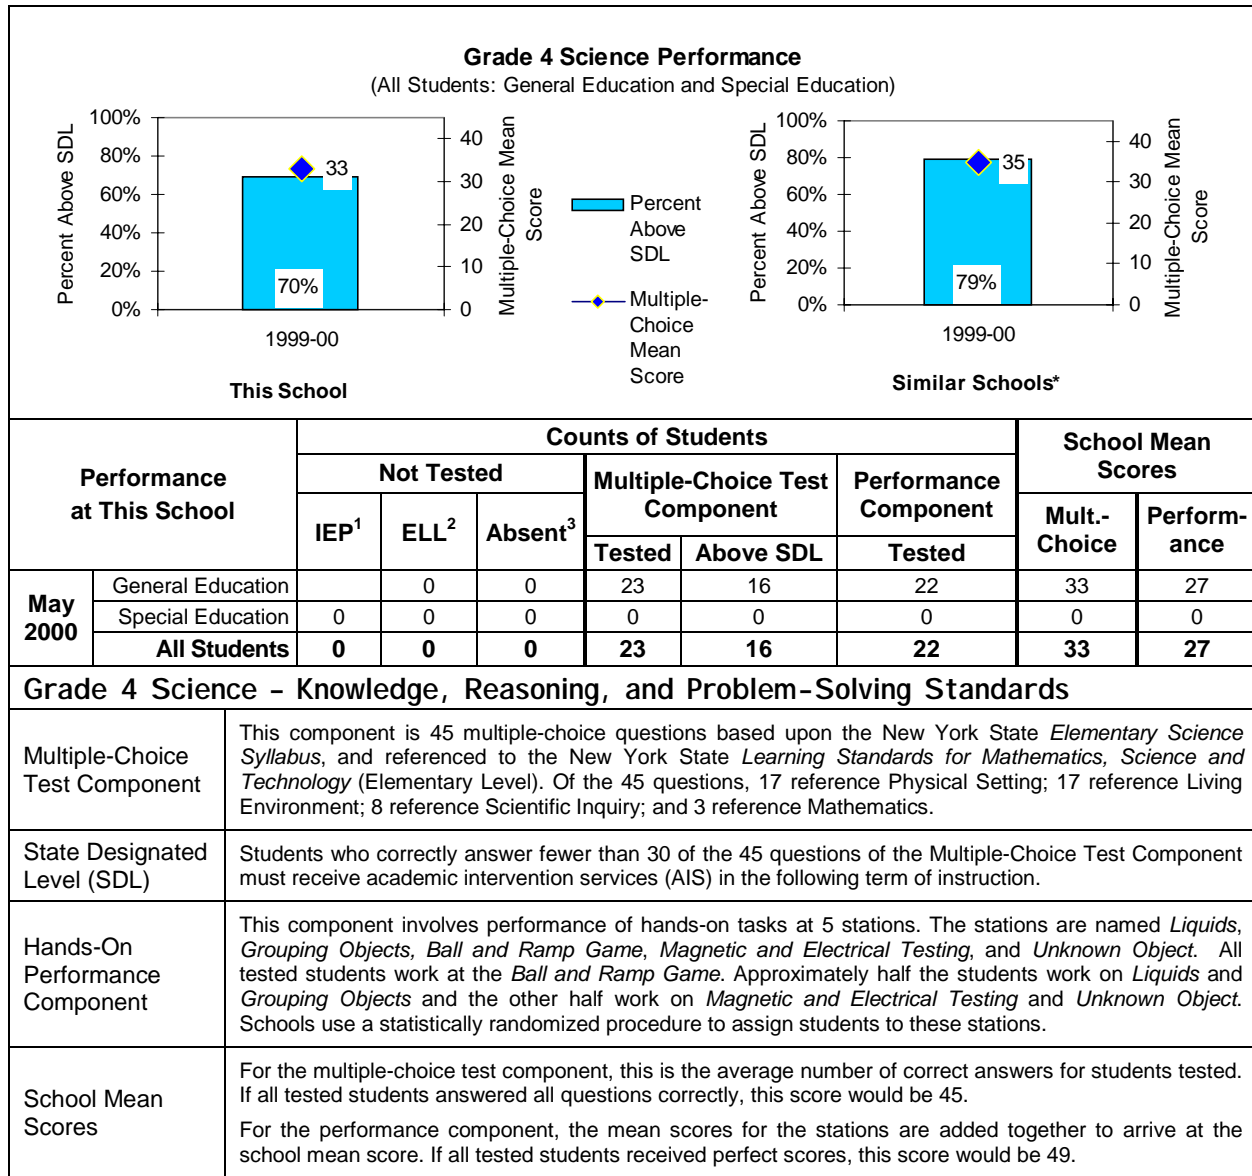 Grade 4 Science Performance
(All Students: General Education and Special Education)
Percent Above SDL
100%
80%
60%
40%
20%
0%
33
70%
1999-00
40
30
20
10
0
Multiple-Choice Mean
Score
This School
Percent
Above
SDL
Multiple-
Choice
Mean
Score
Percent Above SDL
100%
80%
60%
40%
20%
0%
35
79%
1999-00
40
30
20
10
0
Multiple-Choice Mean
Score
Similar Schools*
Performance
at This School
Counts of Students
School Mean
Scores
Not Tested
Multiple-Choice Test
Component
Performance
Component
IEP1 ELL2 Absent3
Mult.-
Choice
Perform-
ance
Tested Above SDL Tested
May
2000
General Education 0 0 23 16 22 33 27
Special Education 0 0 0 0 0 0 0 0
All Students 0 0 0 23 16 22 33 27
Grade 4 Science – Knowledge, Reasoning, and Problem-Solving Standards
Multiple-Choice
Test Component
This component is 45 multiple-choice questions based upon the New York State Elementary Science
Syllabus, and referenced to the New York State Learning Standards for Mathematics, Science and
Technology (Elementary Level). Of the 45 questions, 17 reference Physical Setting; 17 reference Living
Environment; 8 reference Scientific Inquiry; and 3 reference Mathematics.
State Designated
Level (SDL)
Students who correctly answer fewer than 30 of the 45 questions of the Multiple-Choice Test Component
must receive academic intervention services (AIS) in the following term of instruction.
Hands-On
Performance
Component
This component involves performance of hands-on tasks at 5 stations. The stations are named Liquids,
Grouping Objects, Ball and Ramp Game, Magnetic and Electrical Testing, and Unknown Object. All
tested students work at the Ball and Ramp Game. Approximately half the students work on Liquids and
Grouping Objects and the other half work on Magnetic and Electrical Testing and Unknown Object.
Schools use a statistically randomized procedure to assign students to these stations.
School Mean
Scores
For the multiple-choice test component, this is the average number of correct answers for students tested.
If all tested students answered all questions correctly, this score would be 45.
For the performance component, the mean scores for the stations are added together to arrive at the
school mean score. If all tested students received perfect scores, this score would be 49.